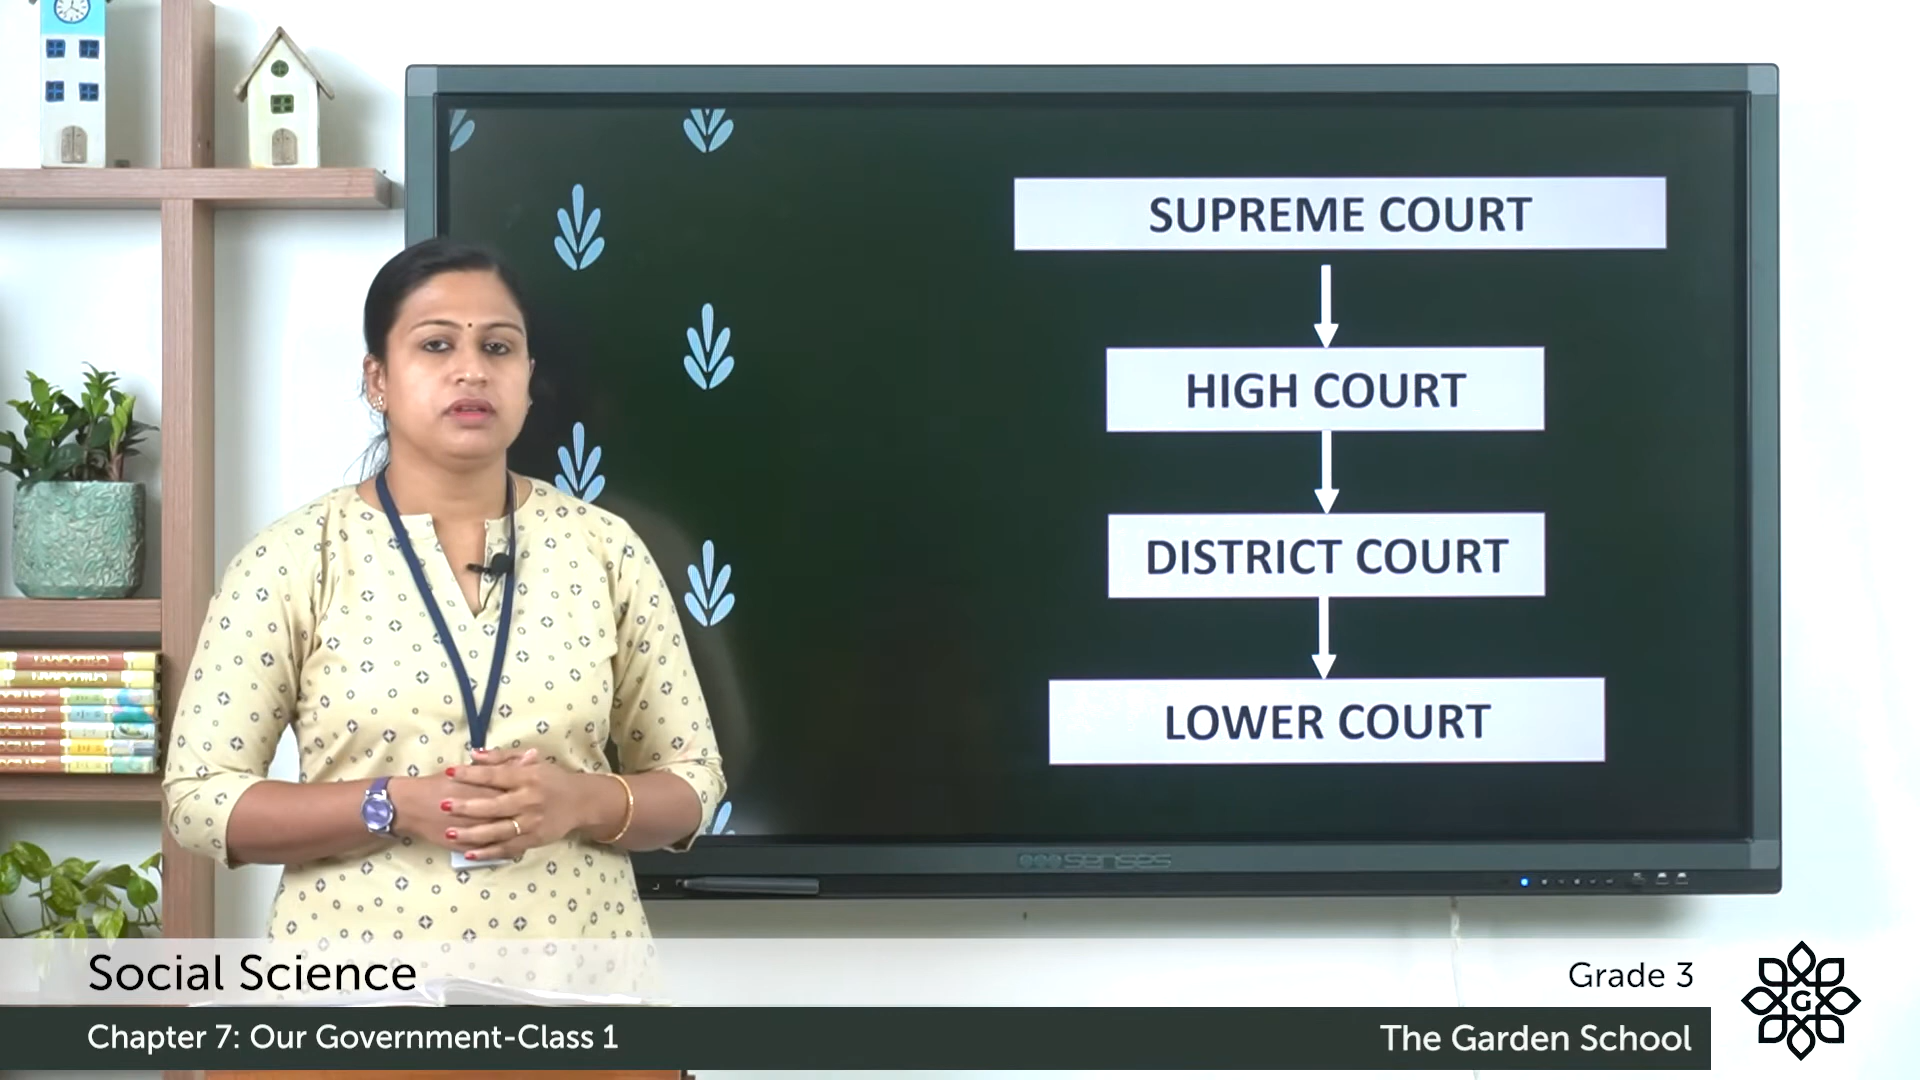 SUPREME COURT
HIGH COURT
DISTRICT COURT
LOWER COURT
senses
Social Science
Grade 3
Chapter 7: Our Government-Class 1
The Garden School
G